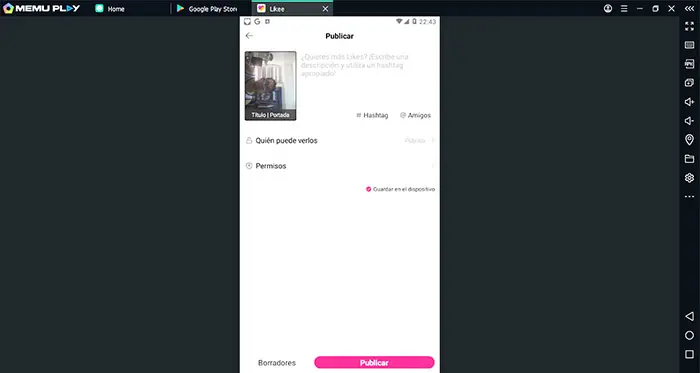 MEMU PLAY
Home
Google Play Store
Likee
22:43
Publicar
¿Quieres más Likes? ¡Escribe una
descripción y utiliza un hashtag
apropiado!
Título | Portada
# Hashtag
@ Amigos
Quién puede verlos
Público
Permisos
Guardar en el dispositivo
Borradores
Publicar